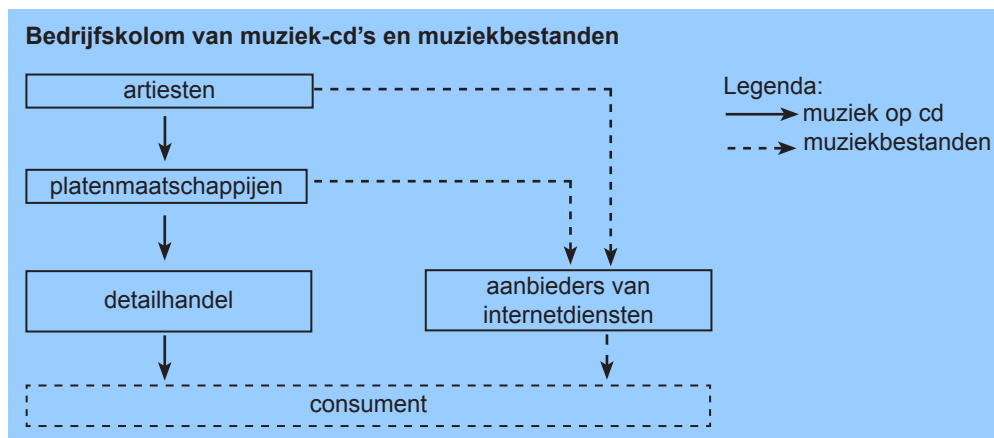 Bedrijfskolom van muziek-cd's en muziekbestanden
artiesten
Legenda:
muziek op cd
muziekbestanden
platenmaatschappijen
detailhandel
aanbieders van
internetdiensten
consument